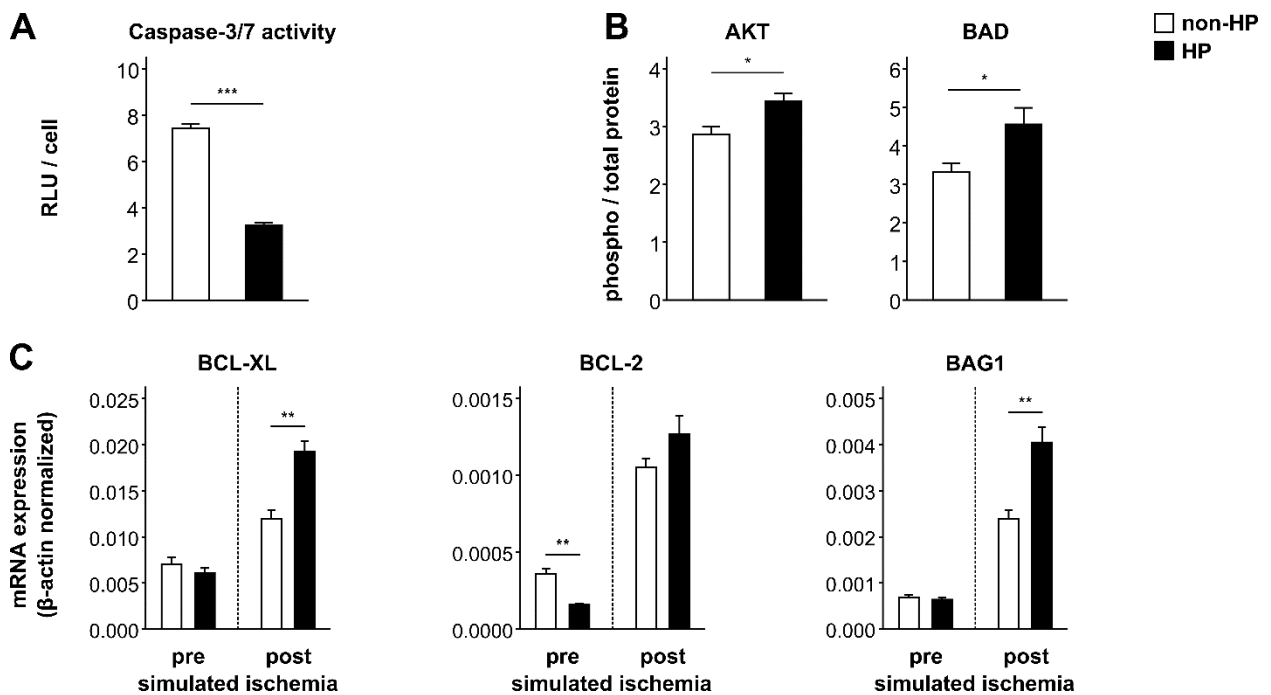 A
Caspase-3/7 activity
RLU / cell
10
8
6
4
2
0
***
B
AKT
phospho / total protein
4
3
2
1
0
*
BAD
6
5
4
3
2
1
0
*
non-HP
HP
C
BCL-XL
mRNA expression
(β-actin normalized)
0.025
0.020
0.015
0.010
0.005
0.000
**
pre post
simulated ischemia
BCL-2
0.0015
0.0010
0.0005
0.0000
**
pre post
simulated ischemia
BAG1
0.005
0.004
0.003
0.002
0.001
0.000
**
pre post
simulated ischemia